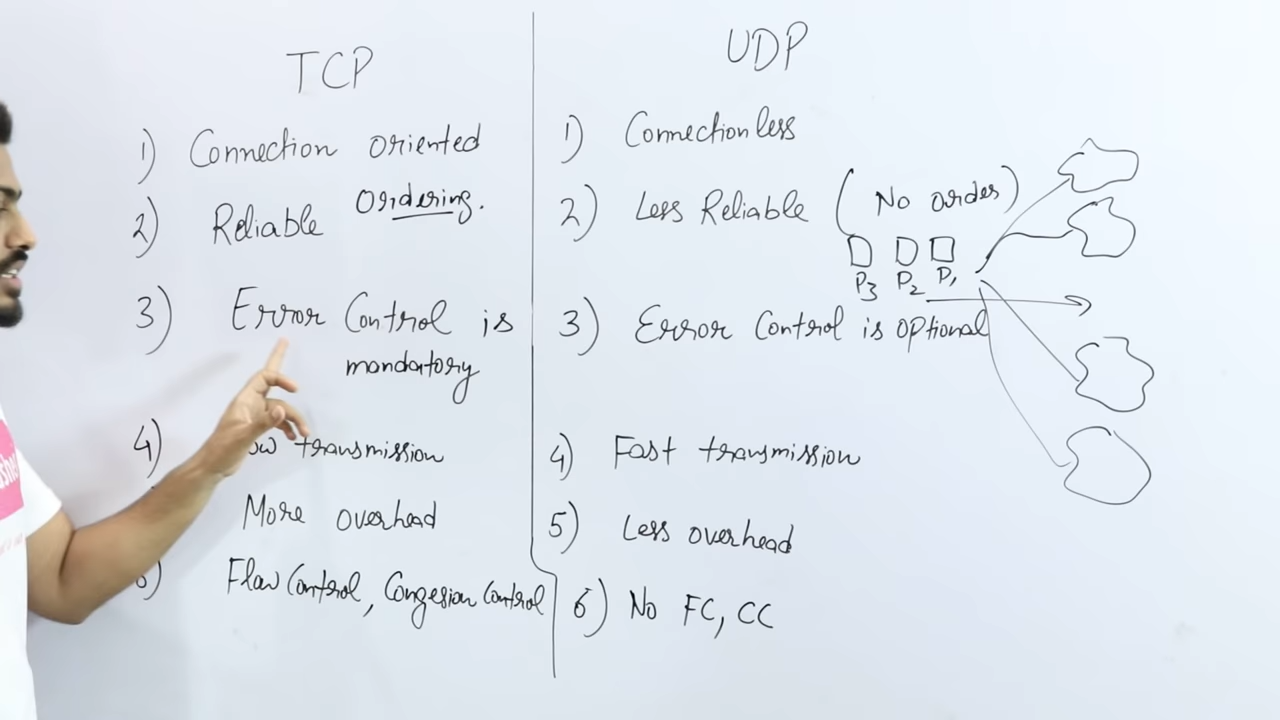 TCP
1) Connection oriented
2) Reliable Ordering.
3) Error Control is
mandatory
4) transmission
More overhead
6) Flow Control, Congesion Control
UDP
1) Connectionless
2) Less Reliable (No order)
P3 P2 P1
3) Error Control is optional
4) Fast transmission
5) Less overhead
6) No FC, CC